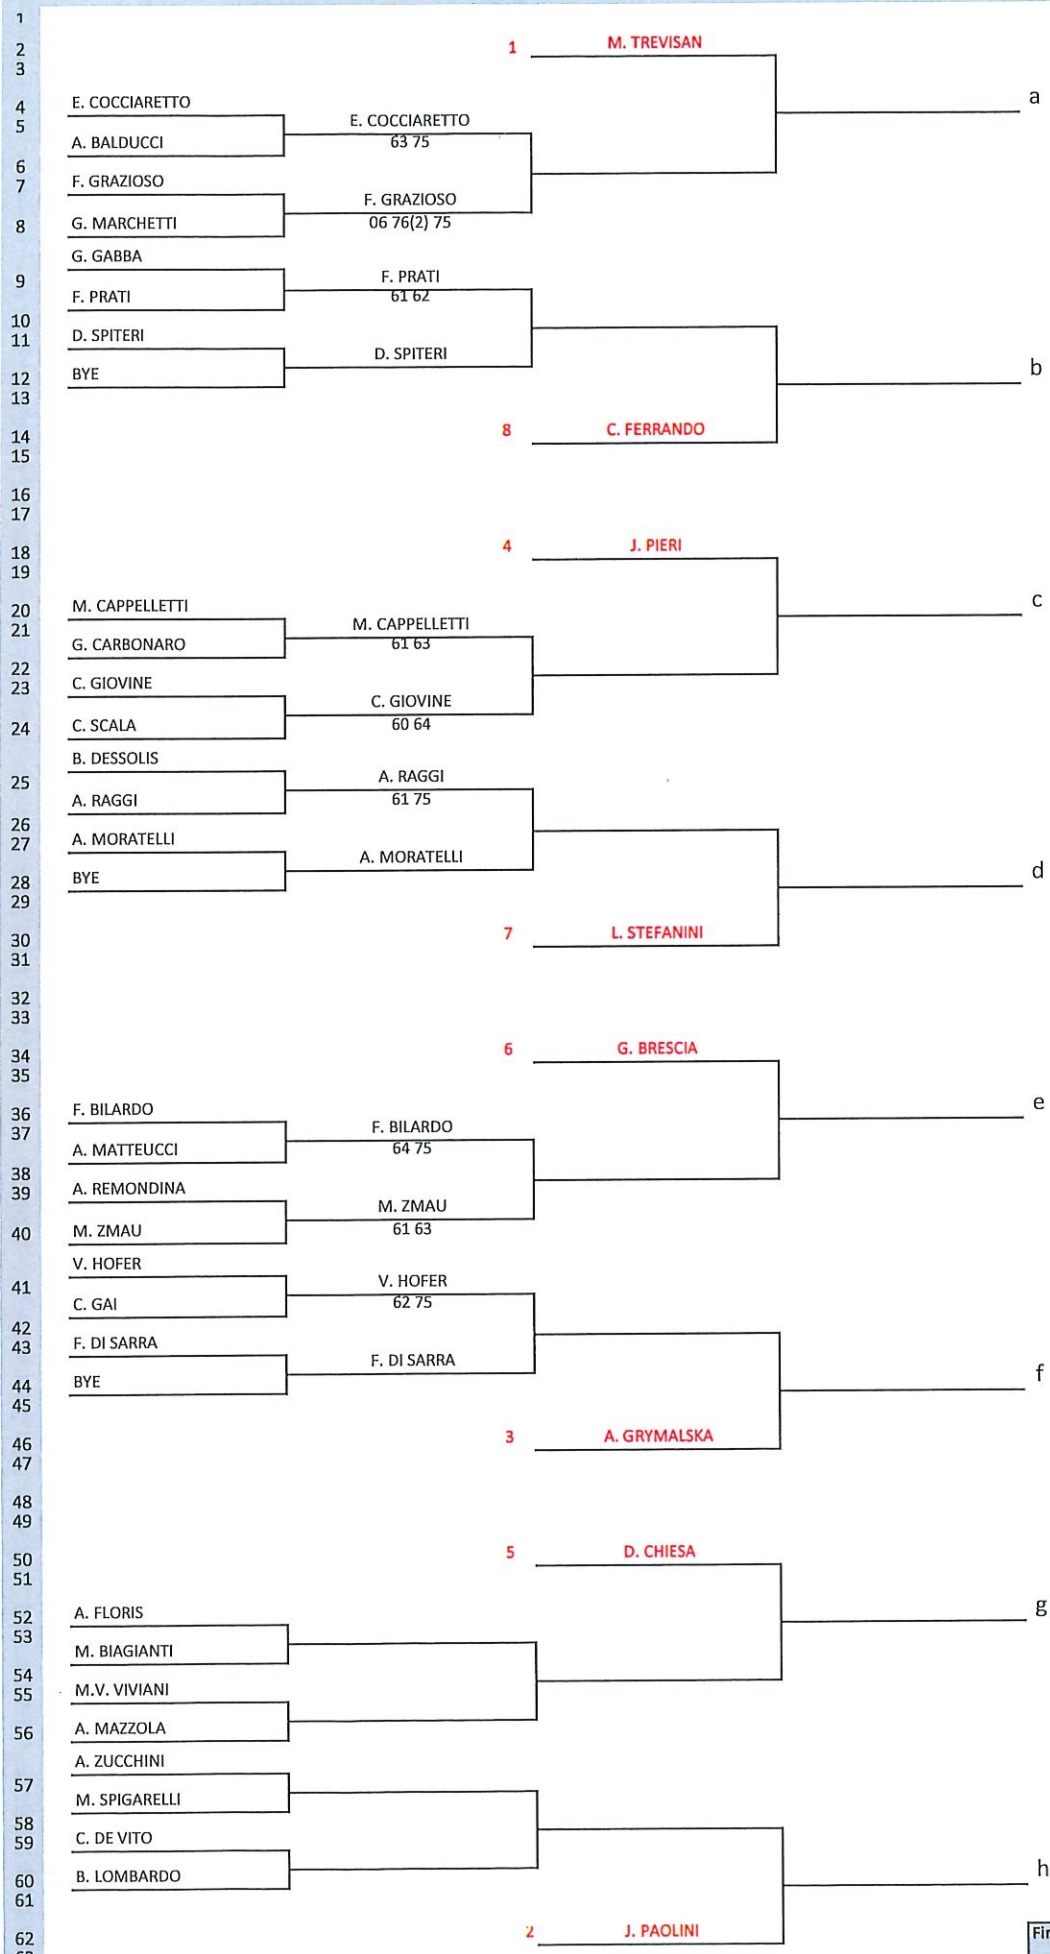 1
2
3
4
5
6
7
8
9
10
11
12
13
14
15
16
17
18
19
20
21
22
23
24
25
26
27
28
29
30
31
32
33
34
35
36
37
38
39
40
41
42
43
44
45
46
47
48
49
50
51
52
53
54
55
56
57
58
59
60
61
62
1 M. TREVISAN
a
E. COCCIARETTO
E. COCCIARETTO
63 75
A. BALDUCCI
F. GRAZIOSO
F. GRAZIOSO
06 76(2) 75
G. MARCHETTI
G. GABBA
F. PRATI
61 62
F. PRATI
D. SPITERI
D. SPITERI
BYE
b
8 C. FERRANDO
4 J. PIERI
c
M. CAPPELLETTI
M. CAPPELLETTI
61 63
G. CARBONARO
C. GIOVINE
C. GIOVINE
60 64
C. SCALA
B. DESSOLIS
A. RAGGI
61 75
A. RAGGI
A. MORATELLI
A. MORATELLI
BYE
d
7 L. STEFANINI
6 G. BRESCIA
e
F. BILARDO
F. BILARDO
64 75
A. MATTEUCCI
A. REMONDINA
M. ZMAU
61 63
M. ZMAU
V. HOFER
V. HOFER
62 75
C. GAI
F. DI SARRA
F. DI SARRA
BYE
f
3 A. GRYMALSKA
5 D. CHIESA
g
A. FLORIS
M. BIAGIANTI
M.V. VIVIANI
A. MAZZOLA
A. ZUCCHINI
M. SPIGARELLI
C. DE VITO
B. LOMBARDO
h
2 J. PAOLINI